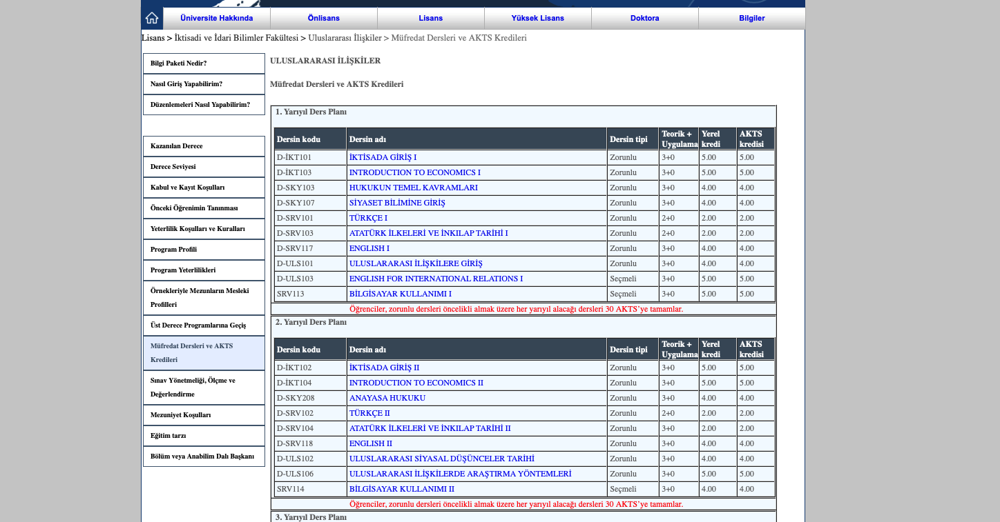 Üniversite Hakkında Önlisans Lisans Yüksek Lisans Doktora Bilgiler
Lisans > İktisadi ve İdari Bilimler Fakültesi > Uluslararası İlişkiler > Müfredat Dersleri ve AKTS Kredileri
Bilgi Paketi Nedir?
Nasıl Giriş Yapabilirim?
Düzenlemeleri Nasıl Yapabilirim?
Kazanılan Derece
Derece Seviyesi
Kabul ve Kayıt Koşulları
Önceki Öğrenimin Tanınması
Yeterlilik Koşulları ve Kuralları
Program Profili
Program Yeterlilikleri
Örnekleriyle Mezunların Mesleki
Profilleri
Üst Derece Programlarına Geçiş
Müfredat Dersleri ve AKTS
Kredileri
Sınav Yönetmeliği, Ölçme ve
Değerlendirme
Mezuniyet Koşulları
Eğitim tarzı
Bölüm veya Anabilim Dalı Başkanı
ULUSLARARASI İLİŞKİLER
Müfredat Dersleri ve AKTS Kredileri
1. Yarıyıl Ders Planı
Dersin kodu Dersin adı Dersin tipi Teorik + Uygulama Yerel kredi AKTS kredisi
D-İKT101 İKTİSADA GİRİŞ I Zorunlu 3+0 5.00 5.00
D-İKT103 INTRODUCTION TO ECONOMICS I Zorunlu 3+0 5.00 5.00
D-SKY103 HUKUKUN TEMEL KAVRAMLARI Zorunlu 3+0 4.00 4.00
D-SKY107 SİYASET BİLİMİNE GİRİŞ Zorunlu 3+0 4.00 4.00
D-SRV101 TÜRKÇE I Zorunlu 2+0 2.00 2.00
D-SRV103 ATATÜRK İLKELERİ VE İNKILAP TARİHİ I Zorunlu 2+0 2.00 2.00
D-SRV117 ENGLISH I Zorunlu 3+0 4.00 4.00
D-ULS101 ULUSLARARASI İLİŞKİLERE GİRİŞ Zorunlu 3+0 4.00 4.00
D-ULS103 ENGLISH FOR INTERNATIONAL RELATIONS I Seçmeli 3+0 5.00 5.00
SRV113 BİLGİSAYAR KULLANIMI I Seçmeli 3+0 5.00 5.00
Öğrenciler, zorunlu dersleri öncelikli almak üzere her yarıyıl alacağı dersleri 30 AKTS’ye tamamlar.
2. Yarıyıl Ders Planı
Dersin kodu Dersin adı Dersin tipi Teorik + Uygulama Yerel kredi AKTS kredisi
D-İKT102 İKTİSADA GİRİŞ II Zorunlu 3+0 5.00 5.00
D-İKT104 INTRODUCTION TO ECONOMICS II Zorunlu 3+0 5.00 5.00
D-SKY208 ANAYASA HUKUKU Zorunlu 3+0 4.00 4.00
D-SRV102 TÜRKÇE II Zorunlu 2+0 2.00 2.00
D-SRV104 ATATÜRK İLKELERİ VE İNKILAP TARİHİ II Zorunlu 2+0 2.00 2.00
D-SRV118 ENGLISH II Zorunlu 3+0 4.00 4.00
D-ULS102 ULUSLARARASI SİYASAL DÜŞÜNCELER TARİHİ Zorunlu 3+0 4.00 4.00
D-ULS106 ULUSLARARASI İLİŞKİLERDE ARAŞTIRMA YÖNTEMLERİ Zorunlu 3+0 5.00 5.00
SRV114 BİLGİSAYAR KULLANIMI II Seçmeli 3+0 4.00 4.00
Öğrenciler, zorunlu dersleri öncelikli almak üzere her yarıyıl alacağı dersleri 30 AKTS’ye tamamlar.
3. Yarıyıl Ders Planı